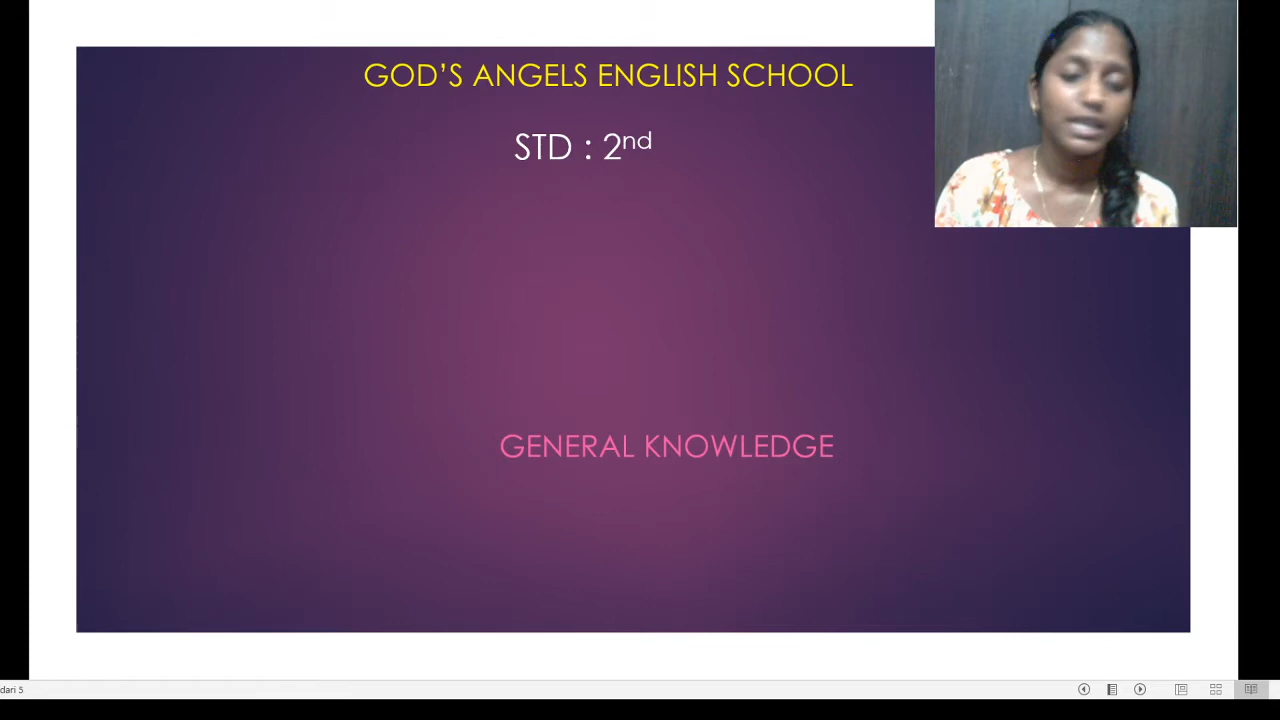 GOD’S ANGELS ENGLISH SCHOOL
STD : 2nd
GENERAL KNOWLEDGE
dari 5